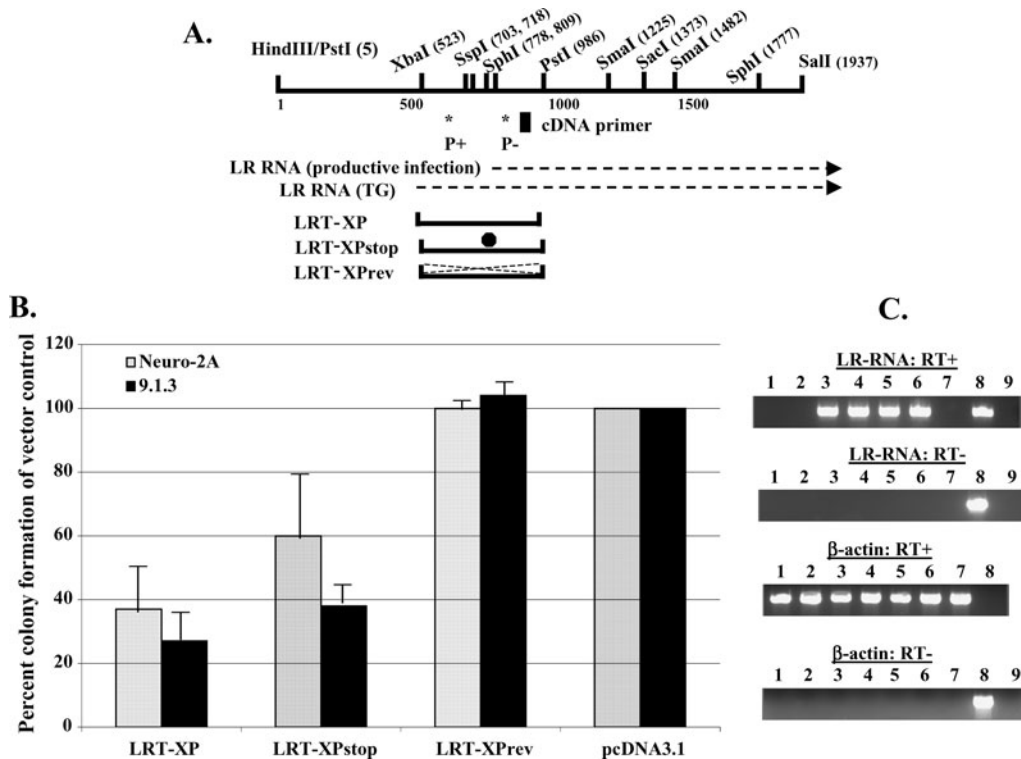 A.
HindIII/PstI (5)
XbaI (523)
SspI (703, 718)
SphI (778, 809)
PstI (986)
SmaI (1225)
SacI (1373)
SmaI (1482)
SphI (1777)
SalI (1937)
1 500 1000 1500
* * cDNA primer
P+ P-
LR RNA (productive infection)
LR RNA (TG)
LRT-XP
LRT-XPstop
LRT-XPrev
B.
Percent colony formation of vector control
120
100
80
60
40
20
0
Neuro-2A
9.1.3
LRT-XP LRT-XPstop LRT-XPrev pcDNA3.1
C.
LR-RNA: RT+
1 2 3 4 5 6 7 8 9
LR-RNA: RT-
1 2 3 4 5 6 7 8 9
β-actin: RT+
1 2 3 4 5 6 7 8
β-actin: RT-
1 2 3 4 5 6 7 8 9